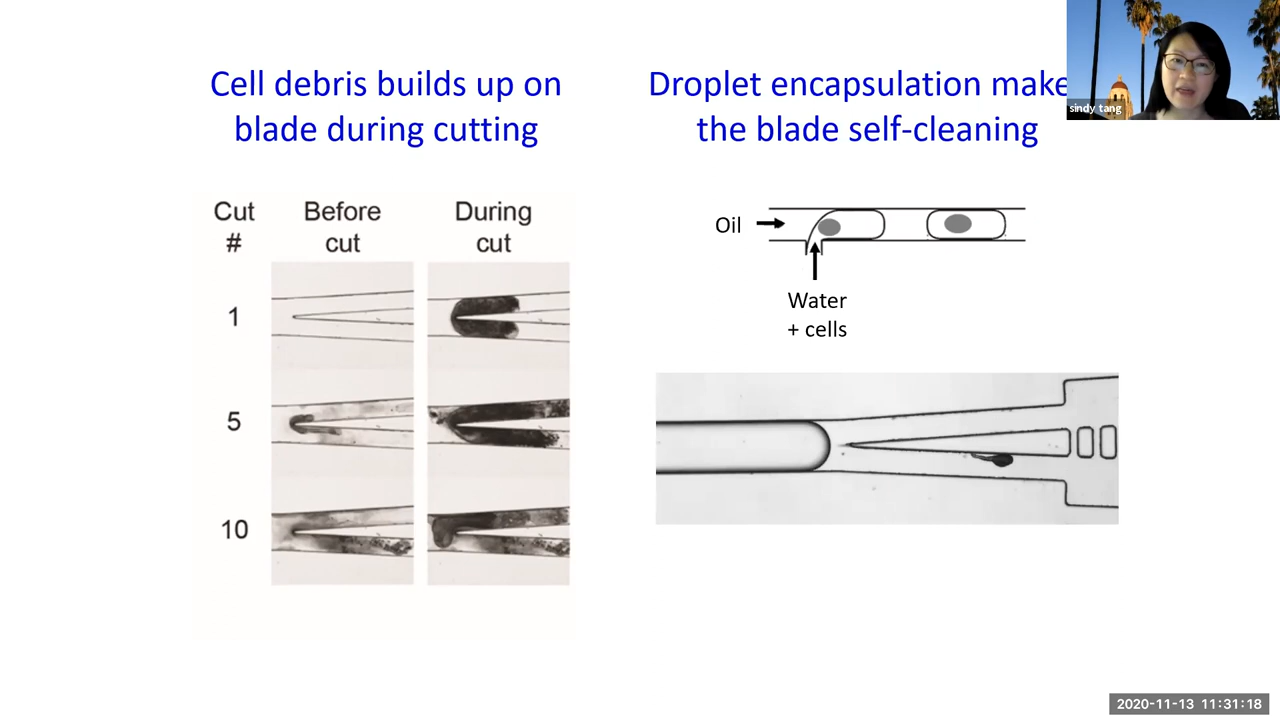 Cell debris builds up on
blade during cutting
Droplet encapsulation make
the blade self-cleaning
sindy tang
Cut
#
Before
cut
During
cut
1
5
10
Oil
Water
+ cells
2020-11-13 11:31:18